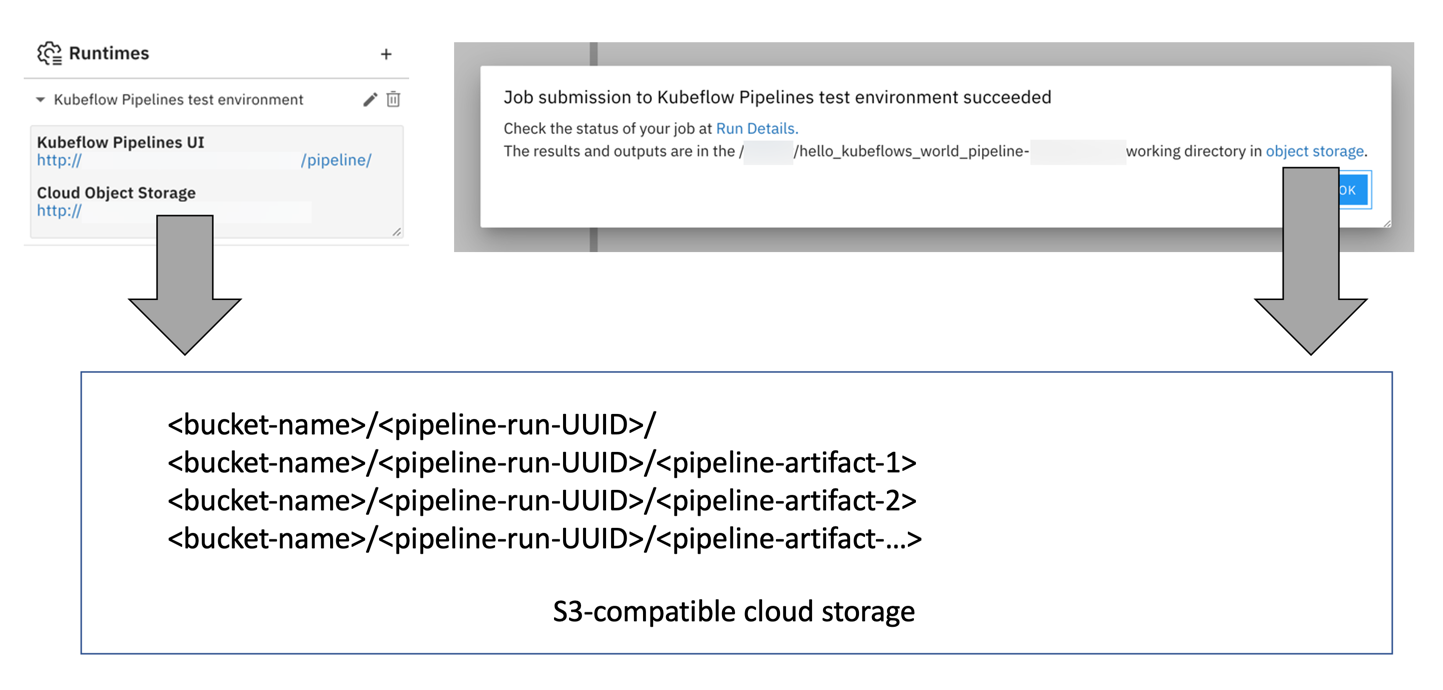 Runtimes +
Kubeflow Pipelines test environment
Kubeflow Pipelines UI
http:// /pipeline/
Cloud Object Storage
http://
Job submission to Kubeflow Pipelines test environment succeeded
Check the status of your job at Run Details.
The results and outputs are in the / /hello_kubeflows_world_pipeline- working directory in object storage.
OK
<bucket-name>/<pipeline-run-UUID>/
<bucket-name>/<pipeline-run-UUID>/<pipeline-artifact-1>
<bucket-name>/<pipeline-run-UUID>/<pipeline-artifact-2>
<bucket-name>/<pipeline-run-UUID>/<pipeline-artifact-...>
S3-compatible cloud storage